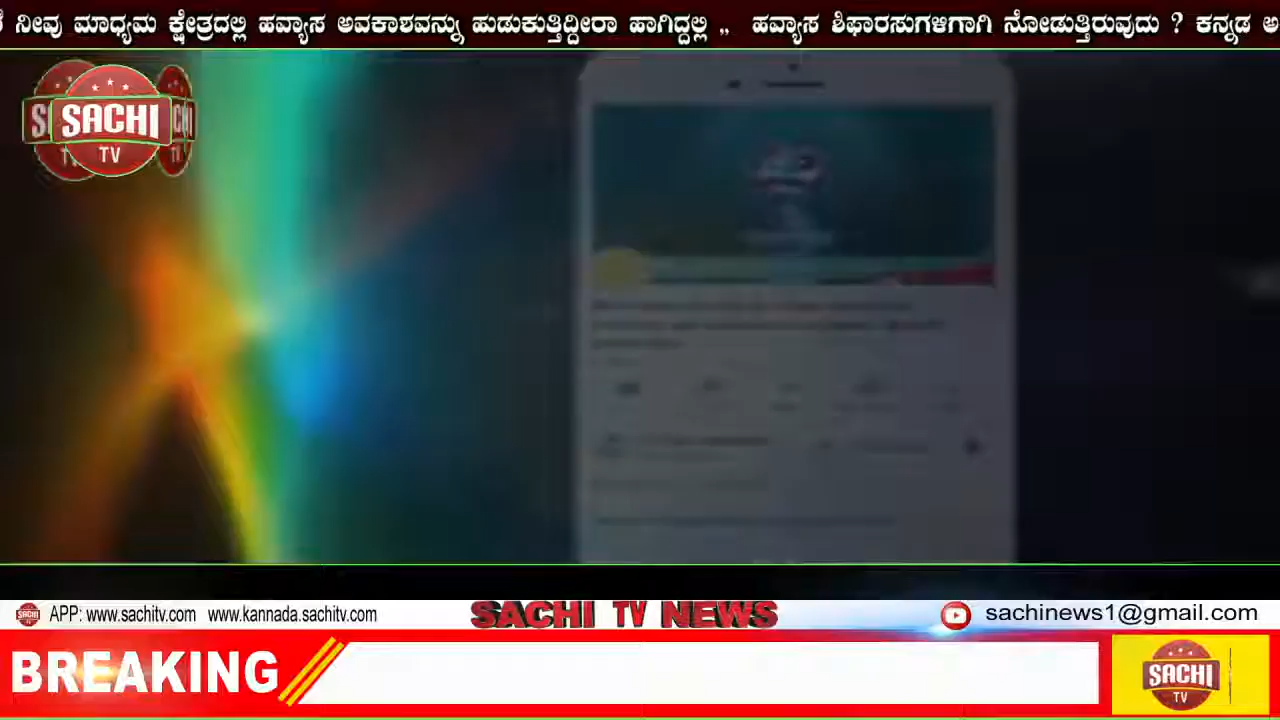 ನೀವು ಮಾಧ್ಯಮ ಕ್ಷೇತ್ರದಲ್ಲಿ ಹವ್ಯಾಸ ಅವಕಾಶವನ್ನು ಹುಡುಕುತ್ತಿದ್ದೀರಾ ಹಾಗಿದ್ದಲ್ಲಿ ,, ಹವ್ಯಾಸ ಶಿಫಾರಸುಗಳಿಗಾಗಿ ನೋಡುತ್ತಿರುವುದು ? ಕನ್ನಡ
SACHI
TV
APP: www.sachitv.com www.kannada.sachitv.com
SACHI TV NEWS
sachinews1@gmail.com
BREAKING
SACHI
TV